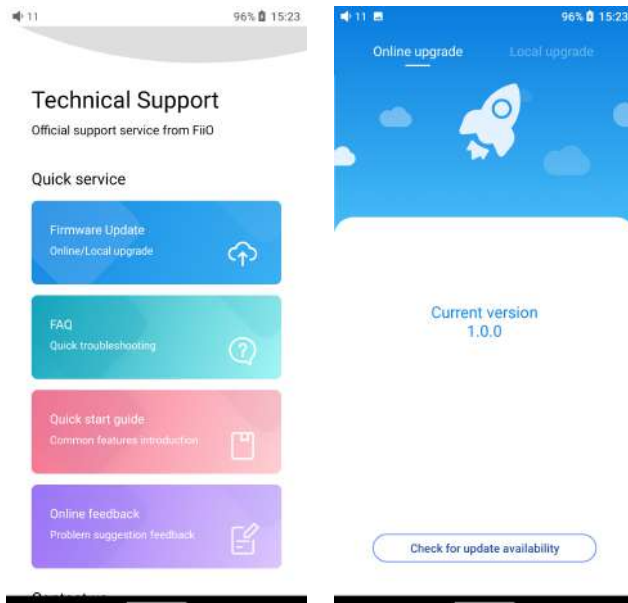 11
96% 15:23
Technical Support
Official support service from FiiO
Quick service
Firmware Update
Online/Local upgrade
FAQ
Quick troubleshooting
?
Quick start guide
Common features introduction
Online feedback
Problem suggestion feedback
11
96% 15:23
Online upgrade
Local upgrade
Current version
1.0.0
Check for update availability